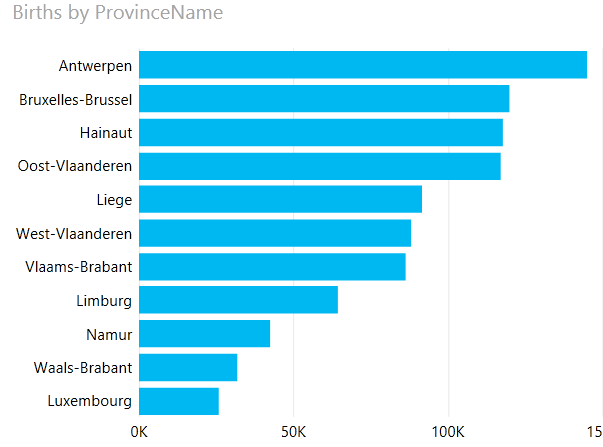 Births by ProvinceName
Antwerpen
Bruxelles-Brussel
Hainaut
Oost-Vlaanderen
Liege
West-Vlaanderen
Vlaams-Brabant
Limburg
Namur
Waals-Brabant
Luxembourg
0K 50K 100K 15